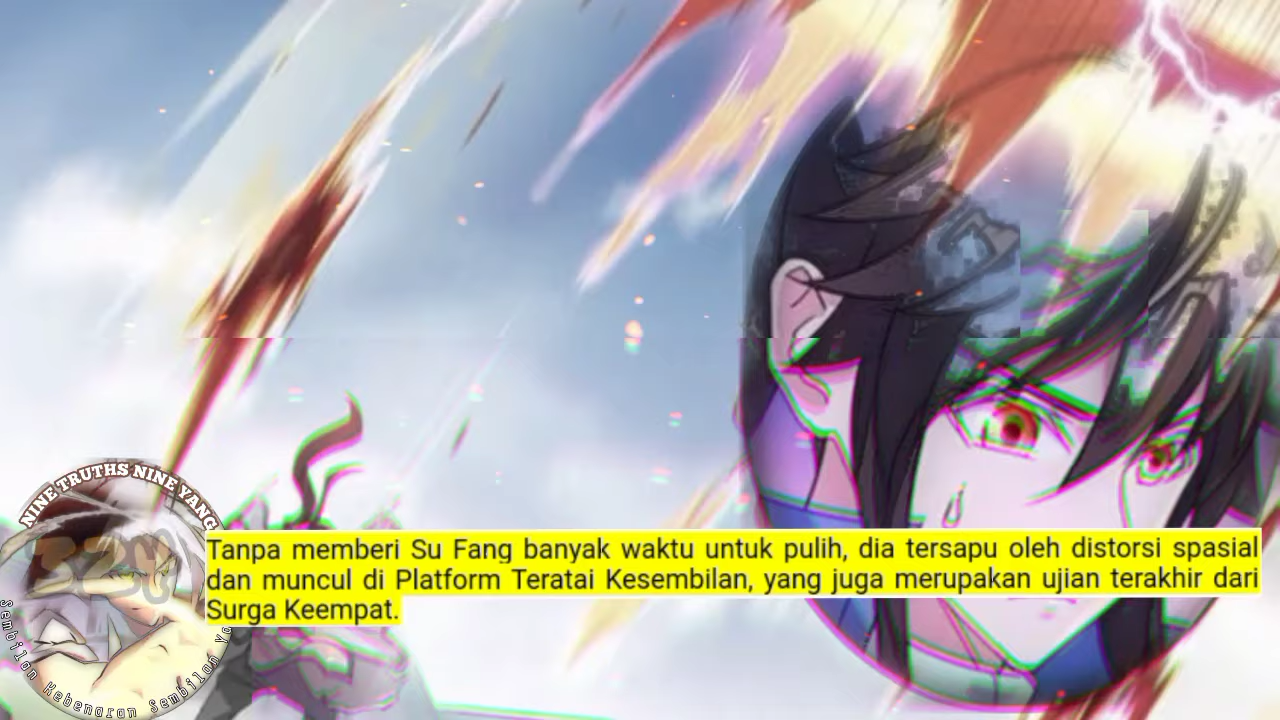 NINE TRUTHS NINE YANG
Tanpa memberi Su Fang banyak waktu untuk pulih, dia tersapu oleh distorsi spasial
dan muncul di Platform Teratai Kesembilan, yang juga merupakan ujian terakhir dari
Surga Keempat.
Sembilan Kebenaran Sembilan